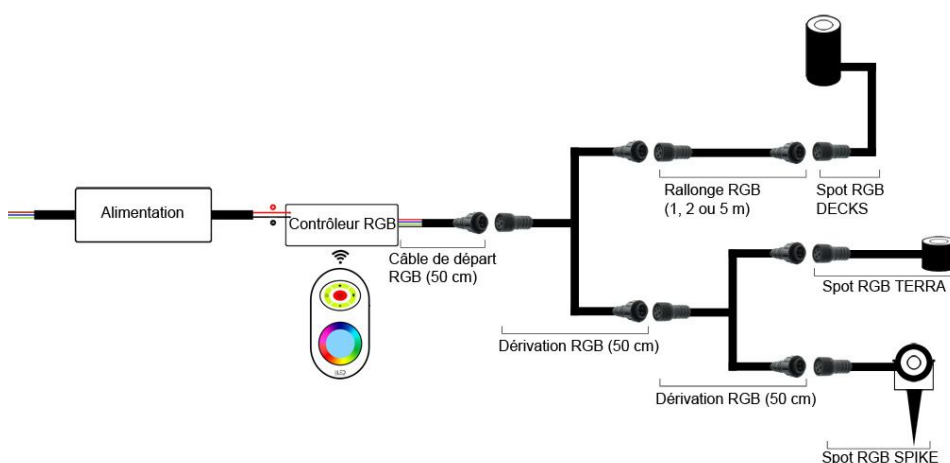 Alimentation
Contrôleur RGB
Câble de départ
RGB (50 cm)
Rallonge RGB
(1, 2 ou 5 m)
Spot RGB
DECKS
Spot RGB TERRA
Dérivation RGB (50 cm)
Dérivation RGB (50 cm)
Spot RGB SPIKE